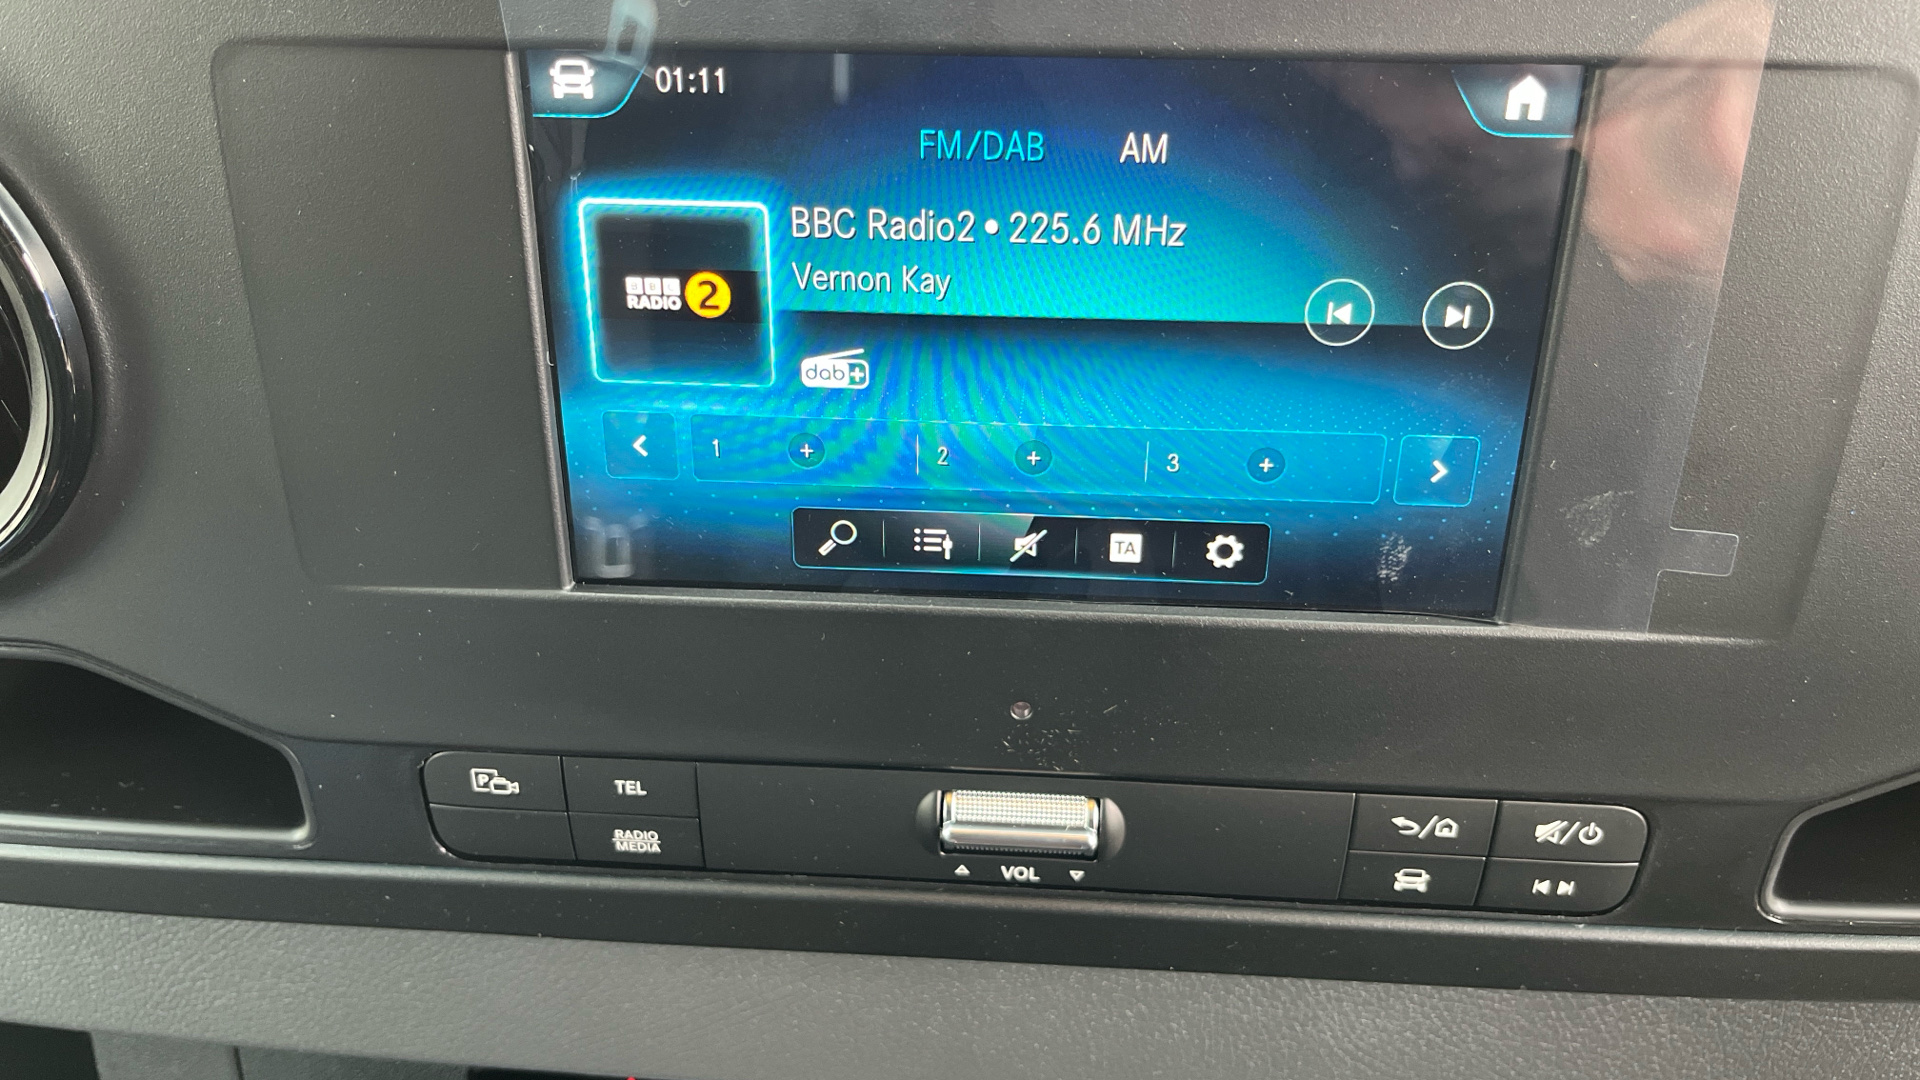 01:11
FM/DAB AM
BBC Radio2 • 225.6 MHz
Vernon Kay
BBC
RADIO 2
dab+
1 + 2 + 3 +
TA
P
TEL
RADIO
MEDIA
VOL